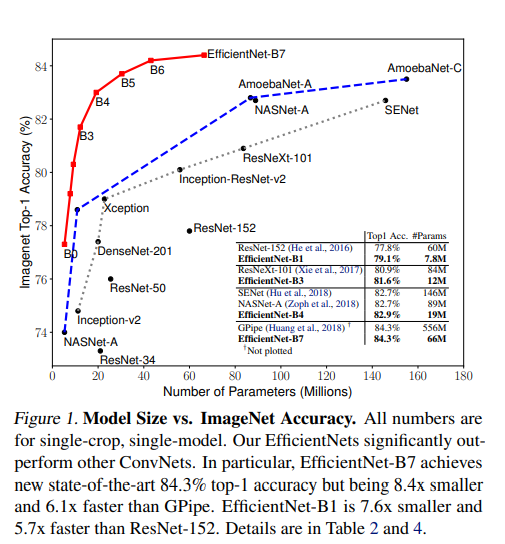 84
82
80
78
76
74
0
20
40
60
80
100
120
140
160
180
Number of Parameters (Millions)
Imagenet Top-1 Accuracy (%)
EfficientNet-B7
B6
B5
B4
B3
B0
AmoebaNet-A
AmoebaNet-C
NASNet-A
SENet
ResNeXt-101
Inception-ResNet-v2
Xception
ResNet-152
DenseNet-201
ResNet-50
Inception-v2
NASNet-A
ResNet-34
Top1 Acc. #Params
ResNet-152 (He et al., 2016) 77.8% 60M
EfficientNet-B1 79.1% 7.8M
ResNeXt-101 (Xie et al., 2017) 80.9% 84M
EfficientNet-B3 81.6% 12M
SENet (Hu et al., 2018) 82.7% 146M
NASNet-A (Zoph et al., 2018) 82.7% 89M
EfficientNet-B4 82.9% 19M
GPipe (Huang et al., 2018) † 84.3% 556M
EfficientNet-B7 84.3% 66M
†Not plotted
Figure 1. Model Size vs. ImageNet Accuracy. All numbers are
for single-crop, single-model. Our EfficientNets significantly out-
perform other ConvNets. In particular, EfficientNet-B7 achieves
new state-of-the-art 84.3% top-1 accuracy but being 8.4x smaller
and 6.1x faster than GPipe. EfficientNet-B1 is 7.6x smaller and
5.7x faster than ResNet-152. Details are in Table 2 and 4.